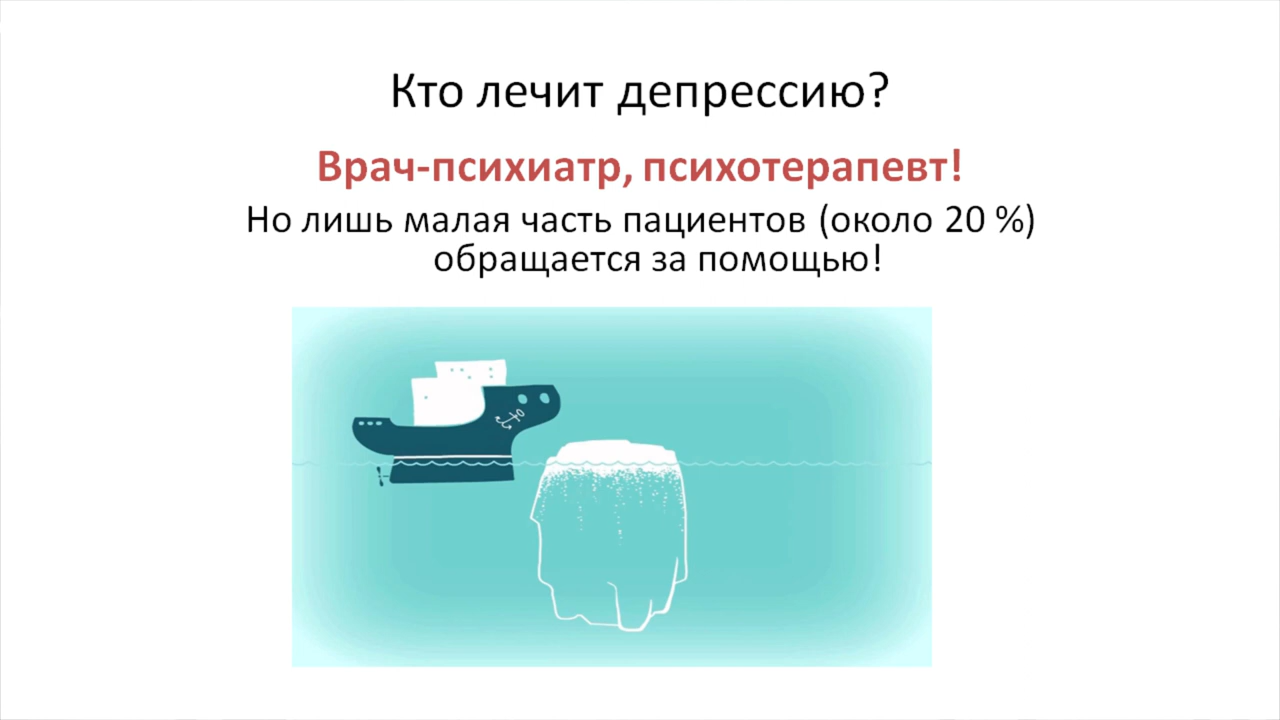 Кто лечит депрессию?
Врач-психиатр, психотерапевт!
Но лишь малая часть пациентов (около 20 %)
обращается за помощью!